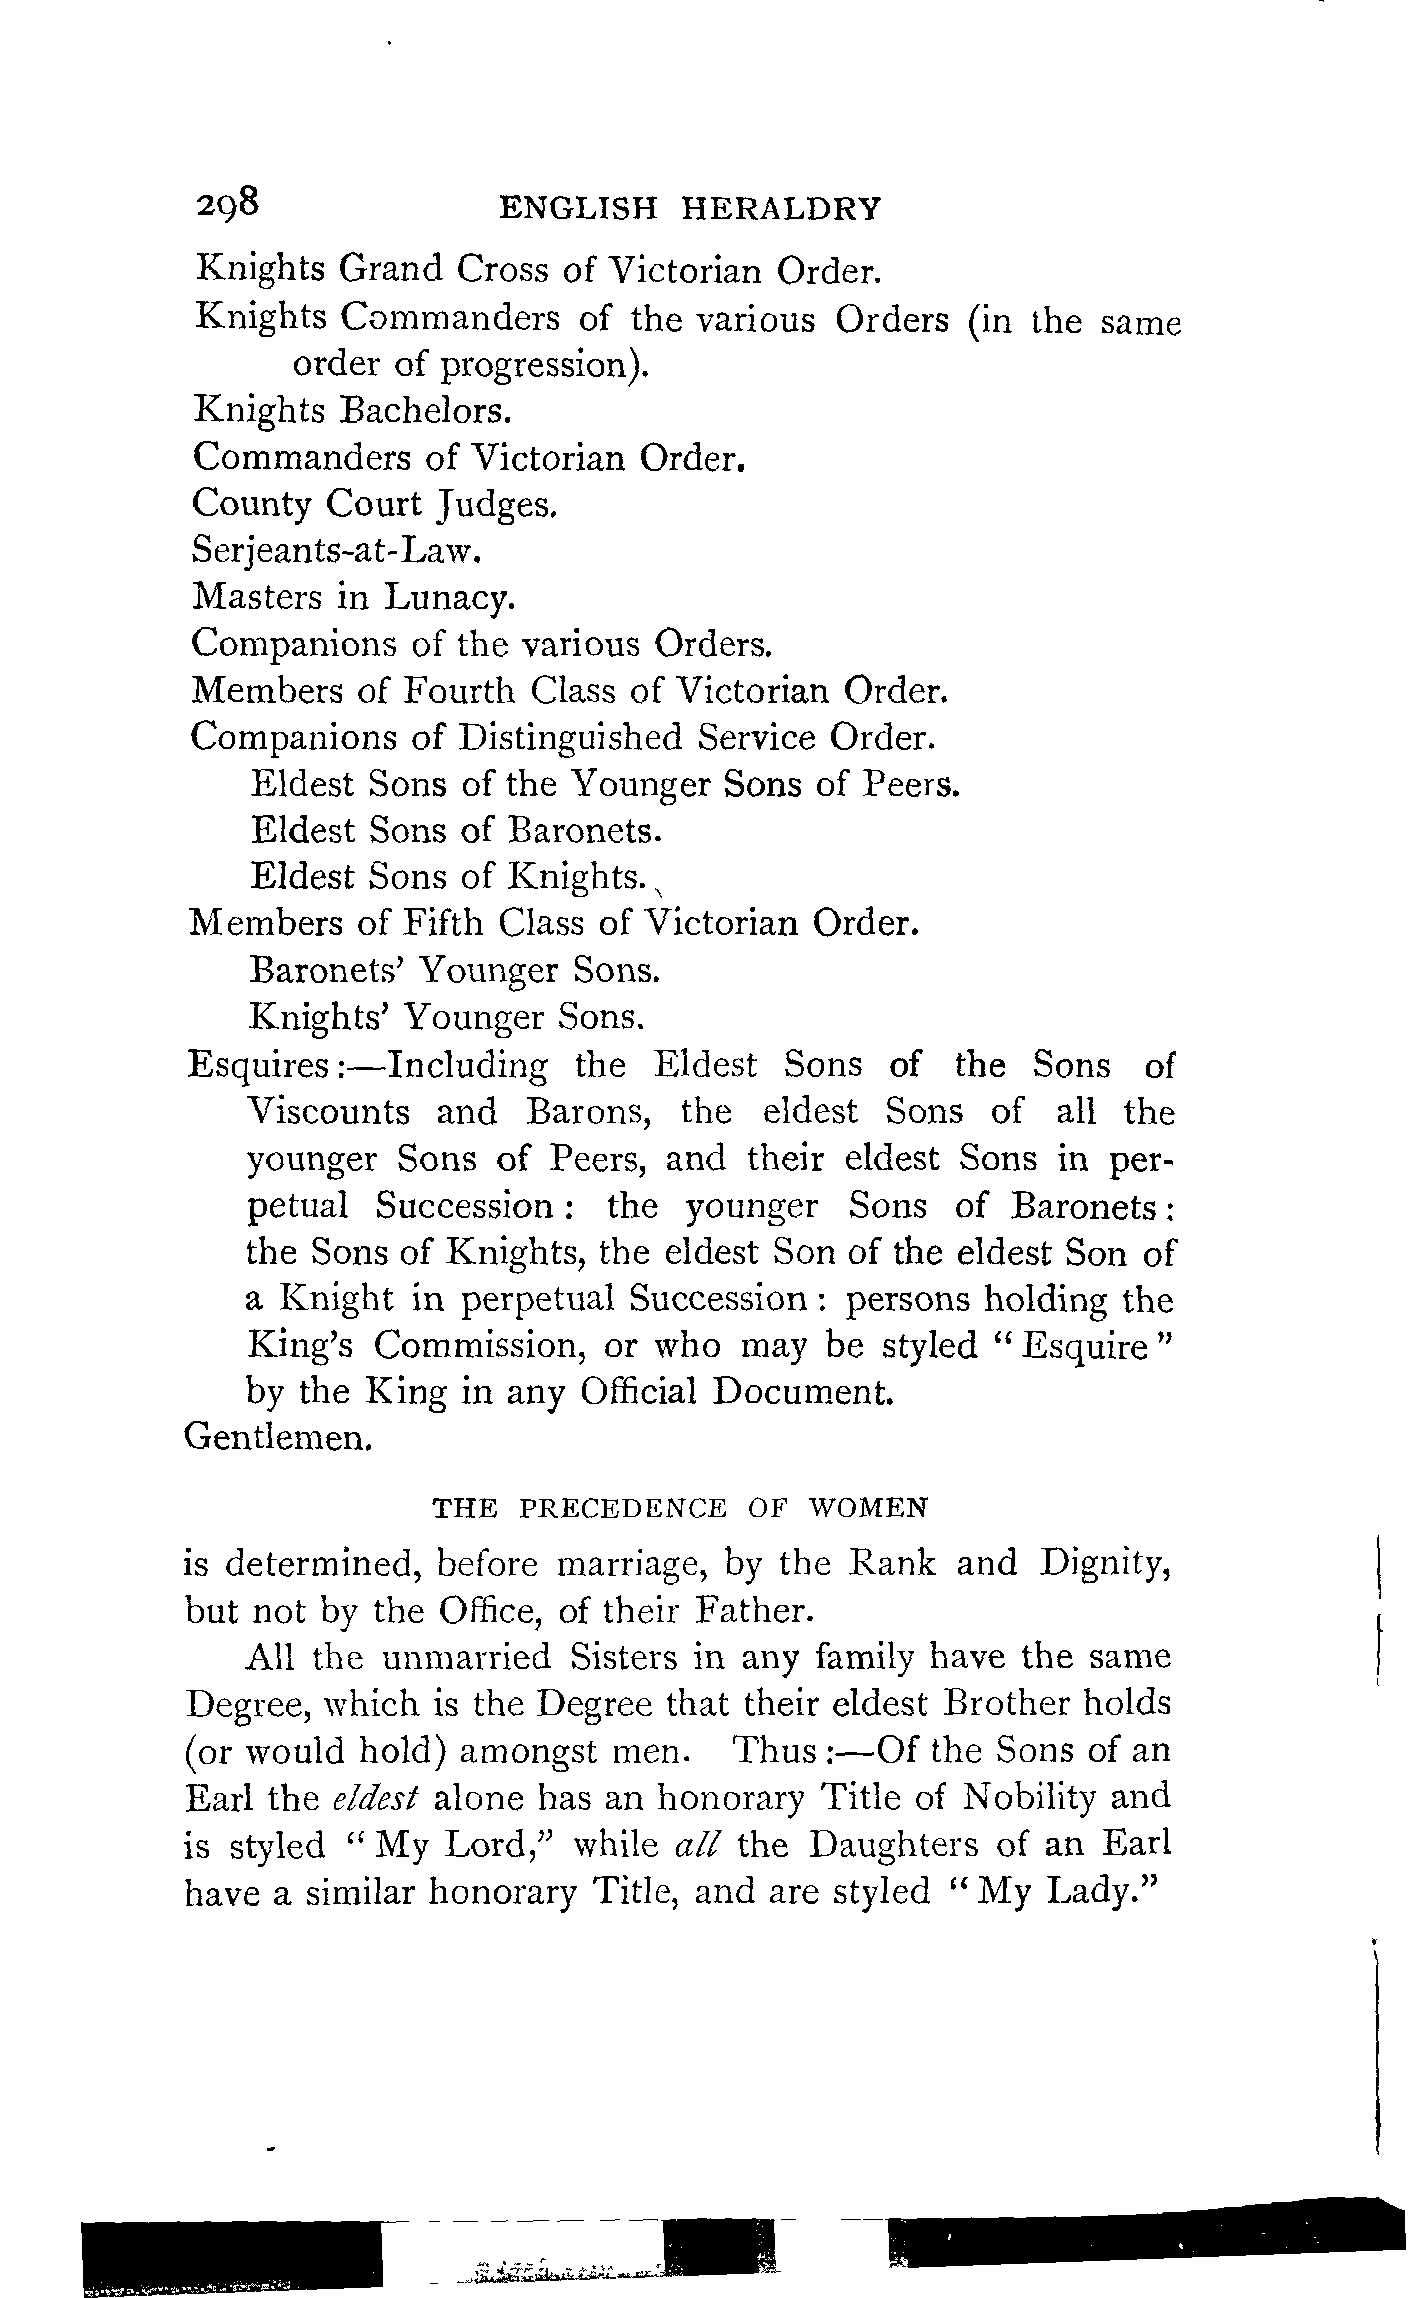 298 ENGLISH HERALDRY
Knights Grand Cross of Victorian Order.
Knights Commanders of the various Orders (in the same
order of progression).
Knights Bachelors.
Commanders of Victorian Order.
County Court Judges.
Serjeants-at-Law.
Masters in Lunacy.
Companions of the various Orders.
Members of Fourth Class of Victorian Order.
Companions of Distinguished Service Order.
Eldest Sons of the Younger Sons of Peers.
Eldest Sons of Baronets.
Eldest Sons of Knights.
Members of Fifth Class of Victorian Order.
Baronets' Younger Sons.
Knights' Younger Sons.
Esquires:—Including the Eldest Sons of the Sons of
Viscounts and Barons, the eldest Sons of all the
younger Sons of Peers, and their eldest Sons in per-
petual Succession: the younger Sons of Baronets:
the Sons of Knights, the eldest Son of the eldest Son of
a Knight in perpetual Succession: persons holding the
King's Commission, or who may be styled "Esquire"
by the King in any Official Document.
Gentlemen.
THE PRECEDENCE OF WOMEN
is determined, before marriage, by the Rank and Dignity,
but not by the Office, of their Father.
All the unmarried Sisters in any family have the same
Degree, which is the Degree that their eldest Brother holds
(or would hold) amongst men. Thus:—Of the Sons of an
Earl the eldest alone has an honorary Title of Nobility and
is styled "My Lord," while all the Daughters of an Earl
have a similar honorary Title, and are styled "My Lady."